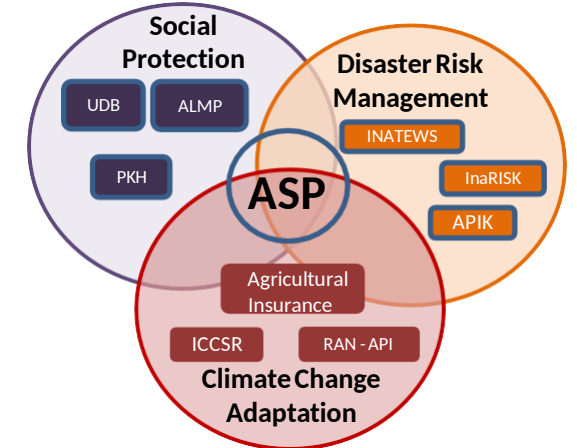 Social
Protection
UDB
ALMP
PKH
Disaster Risk
Management
INATEWS
InaRISK
APIK
ASP
Agricultural
Insurance
ICCSR
RAN - API
Climate Change
Adaptation